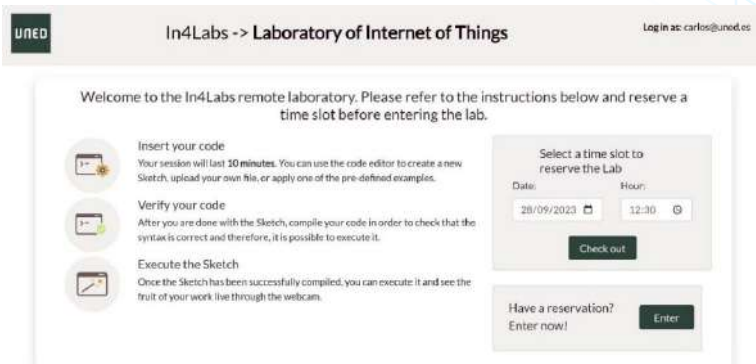 UNED
In4Labs -> Laboratory of Internet of Things
Log in as: carlos@uned.es
Welcome to the In4Labs remote laboratory. Please refer to the instructions below and reserve a
time slot before entering the lab.
Insert your code
Your session will last 10 minutes. You can use the code editor to create a new
Sketch, upload your own file, or apply one of the pre-defined examples.
Verify your code
After you are done with the Sketch, compile your code in order to check that the
syntax is correct and therefore, it is possible to execute it.
Execute the Sketch
Once the Sketch has been successfully compiled, you can execute it and see the
fruit of your work live through the webcam.
Select a time slot to
reserve the Lab
Date: Hour:
28/09/2023 12:30
Check out
Have a reservation?
Enter now!
Enter